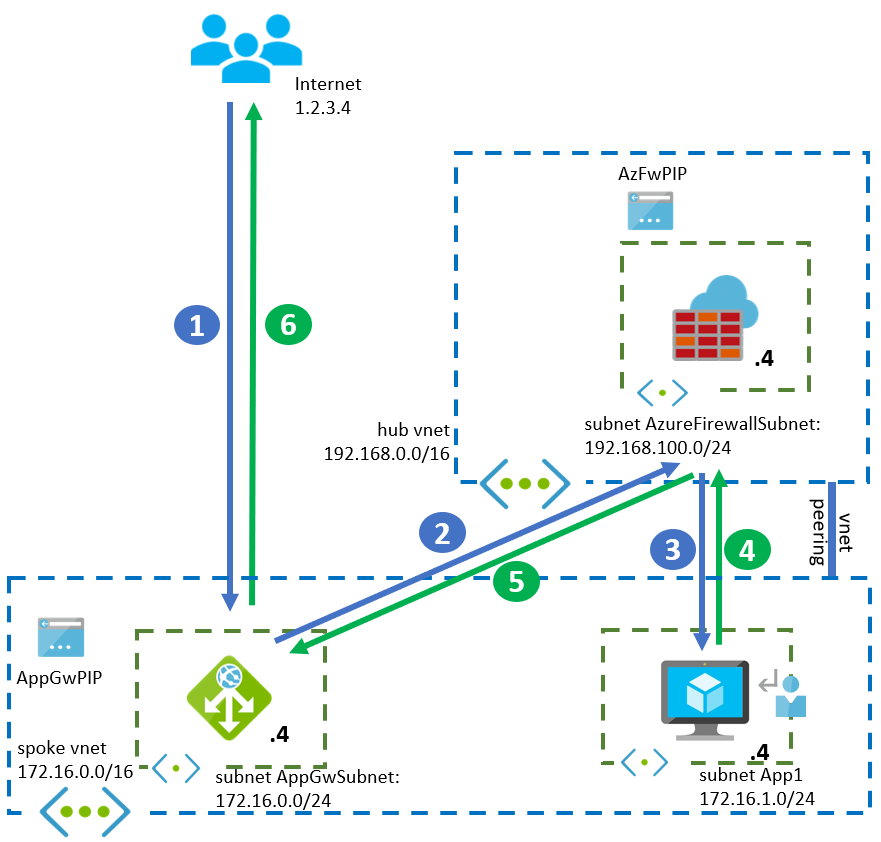 Internet
1.2.3.4
AzFwPIP
1
6
.4
hub vnet
192.168.0.0/16
subnet AzureFirewallSubnet:
192.168.100.0/24
2
3
4
5
vnet
peering
AppGwPIP
.4
spoke vnet
172.16.0.0/16
subnet AppGwSubnet:
172.16.0.0/24
.4
subnet App1
172.16.1.0/24